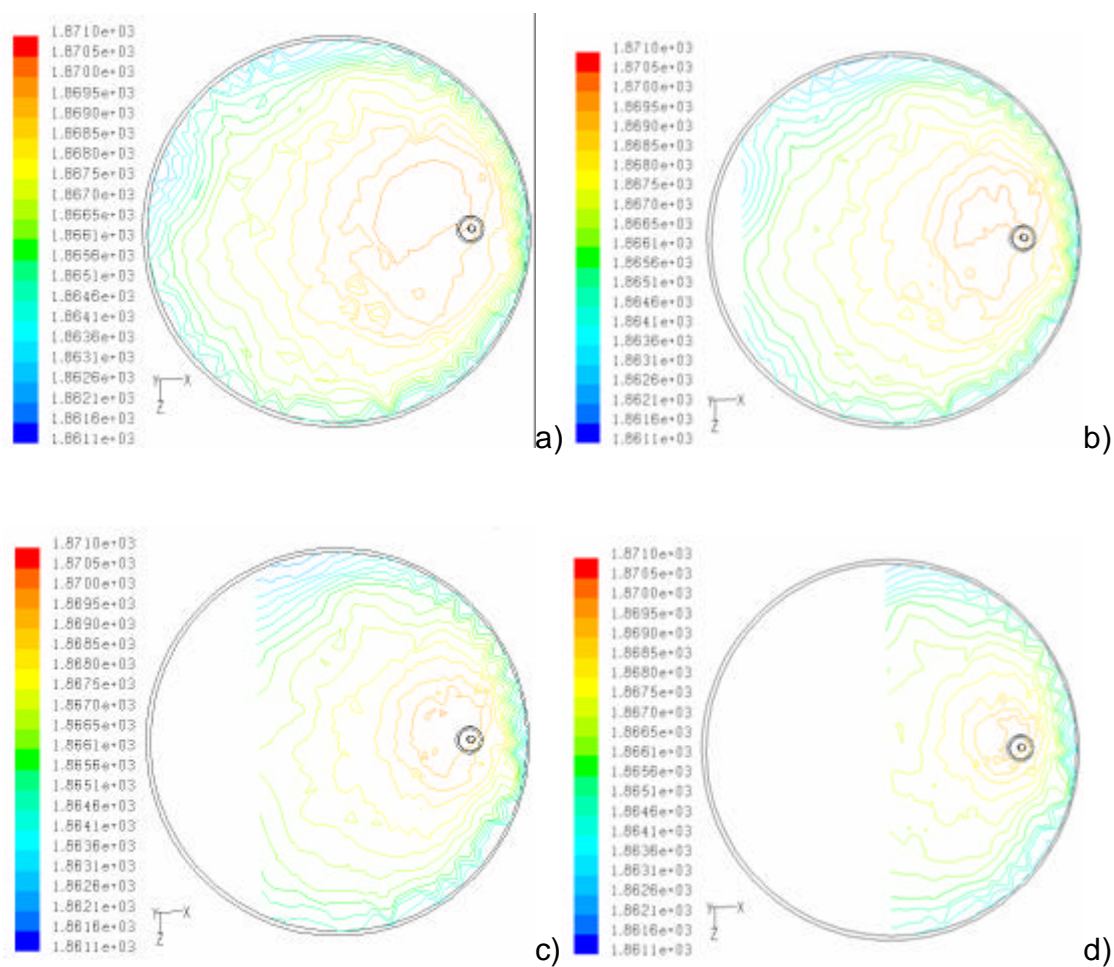 1.8710e+03
1.8705e+03
1.8700e+03
1.8695e+03
1.8690e+03
1.8685e+03
1.8680e+03
1.8675e+03
1.8670e+03
1.8665e+03
1.8661e+03
1.8656e+03
1.8651e+03
1.8646e+03
1.8641e+03
1.8636e+03
1.8631e+03
1.8626e+03
1.8621e+03
1.8616e+03
1.8611e+03
Y X
Z
a)
1.8710e+03
1.8705e+03
1.8700e+03
1.8695e+03
1.8690e+03
1.8685e+03
1.8680e+03
1.8675e+03
1.8670e+03
1.8665e+03
1.8661e+03
1.8656e+03
1.8651e+03
1.8646e+03
1.8641e+03
1.8636e+03
1.8631e+03
1.8626e+03
1.8621e+03
1.8616e+03
1.8611e+03
Y X
Z
b)
1.8710e+03
1.8705e+03
1.8700e+03
1.8695e+03
1.8690e+03
1.8685e+03
1.8680e+03
1.8675e+03
1.8670e+03
1.8665e+03
1.8661e+03
1.8656e+03
1.8651e+03
1.8646e+03
1.8641e+03
1.8636e+03
1.8631e+03
1.8626e+03
1.8621e+03
1.8616e+03
1.8611e+03
Y X
Z
c)
1.8710e+03
1.8705e+03
1.8700e+03
1.8695e+03
1.8690e+03
1.8685e+03
1.8680e+03
1.8675e+03
1.8670e+03
1.8665e+03
1.8661e+03
1.8656e+03
1.8651e+03
1.8646e+03
1.8641e+03
1.8636e+03
1.8631e+03
1.8626e+03
1.8621e+03
1.8616e+03
1.8611e+03
Y X
Z
d)